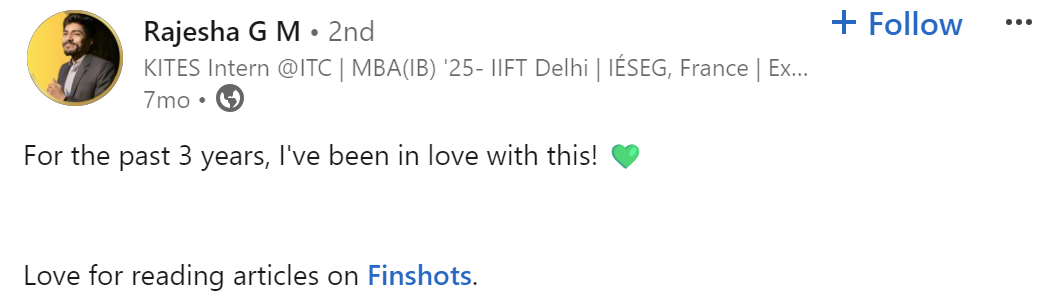 Rajesha G M • 2nd
+ Follow
KITES Intern @ITC | MBA(IB) '25- IIFT Delhi | IÉSEG, France | Ex...
7mo •
For the past 3 years, I've been in love with this! 💚
Love for reading articles on Finshots.